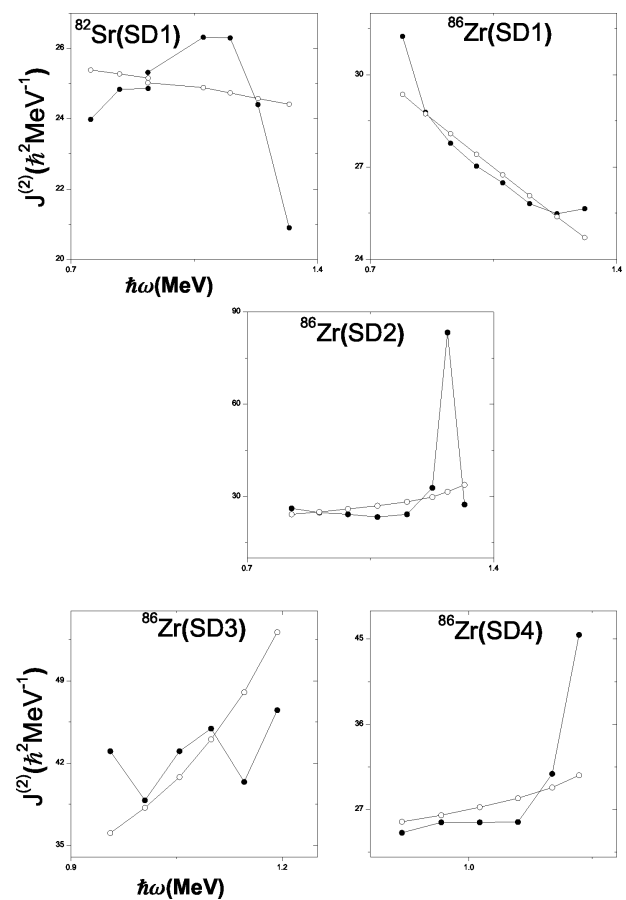 ⁸²Sr(SD1)
J⁽²⁾(ℏ²MeV⁻¹)
26
24
22
20
0.7
1.4
ℏω(MeV)
⁸⁶Zr(SD1)
31
27
24
0.7
1.4
⁸⁶Zr(SD2)
90
60
30
0.7
1.4
⁸⁶Zr(SD3)
J⁽²⁾(ℏ²MeV⁻¹)
49
42
35
0.9
1.2
ℏω(MeV)
⁸⁶Zr(SD4)
45
36
27
1.0